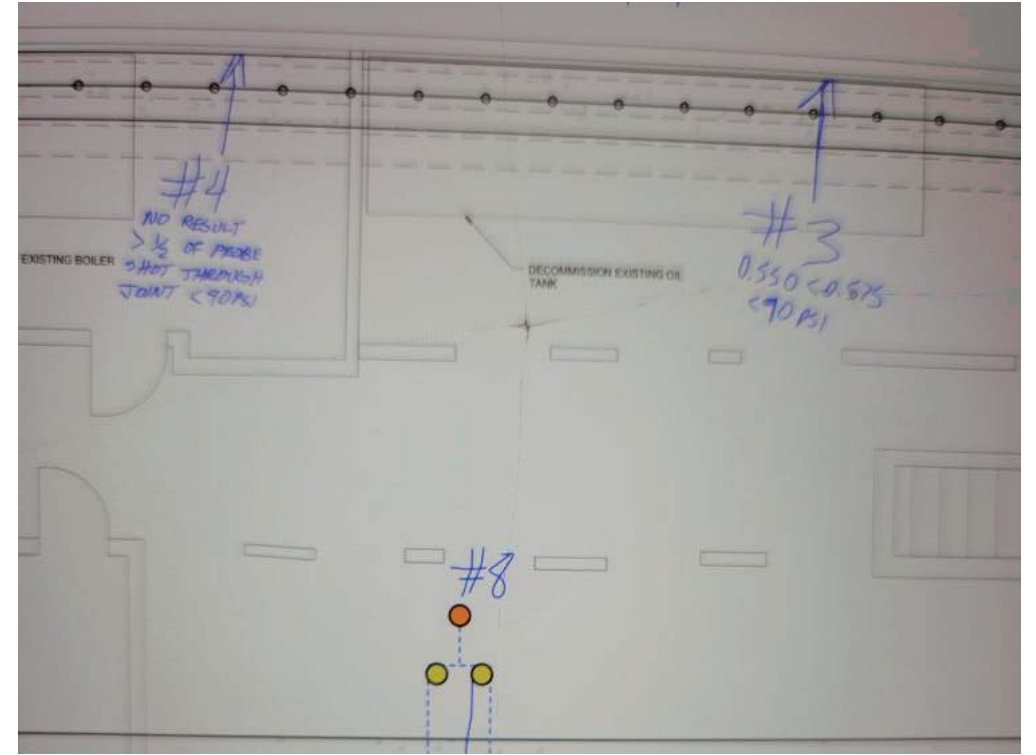 #4
NO RESULT
> 1/2 OF PROBE
SHOT THROUGH
JOINT <90PSI
EXISTING BOILER
#3
0.550 < 0.575
<90 PSI
DECOMMISSION EXISTING OIL
TANK
#8